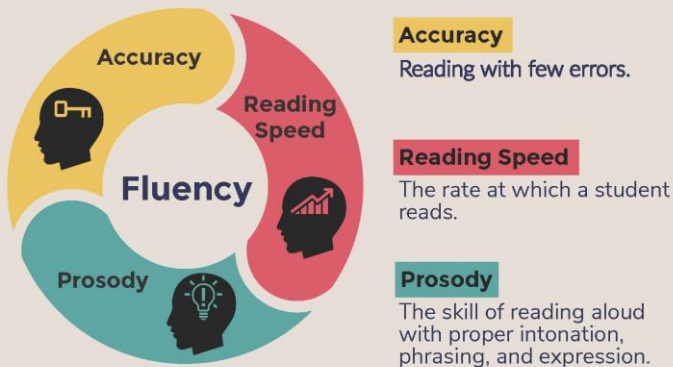 Accuracy
Reading
Speed
Fluency
Prosody
Accuracy
Reading with few errors.
Reading Speed
The rate at which a student
reads.
Prosody
The skill of reading aloud
with proper intonation,
phrasing, and expression.